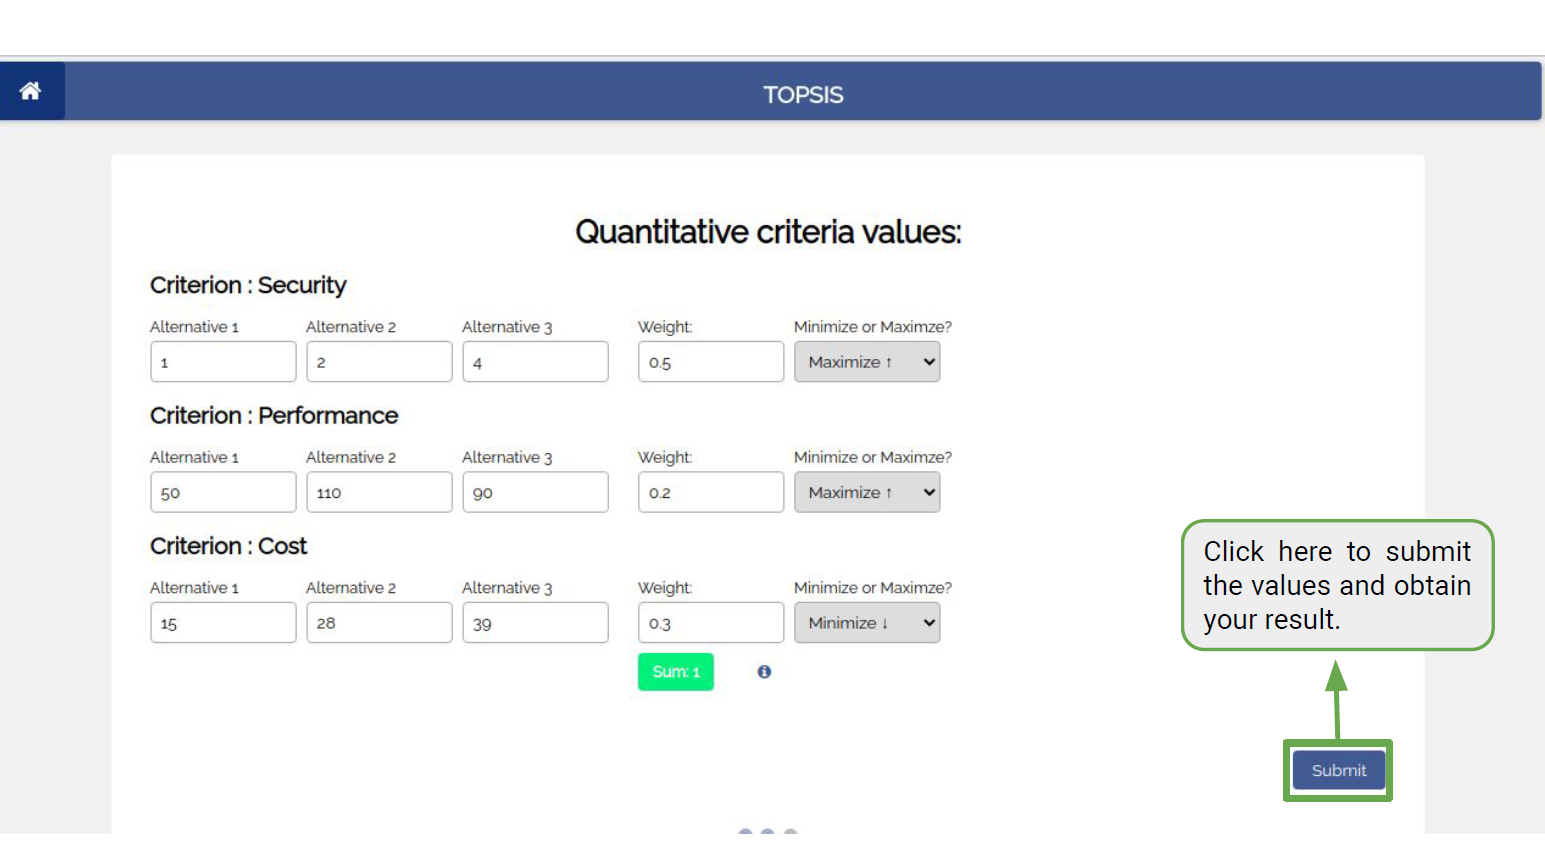 TOPSIS
Quantitative criteria values:
Criterion : Security
Alternative 1 Alternative 2 Alternative 3 Weight: Minimize or Maximze?
1 2 4 0.5 Maximize ↑
Criterion : Performance
Alternative 1 Alternative 2 Alternative 3 Weight: Minimize or Maximze?
50 110 90 0.2 Maximize ↑
Criterion : Cost
Alternative 1 Alternative 2 Alternative 3 Weight: Minimize or Maximze?
15 28 39 0.3 Minimize ↓
Sum: 1
Click here to submit
the values and obtain
your result.
Submit